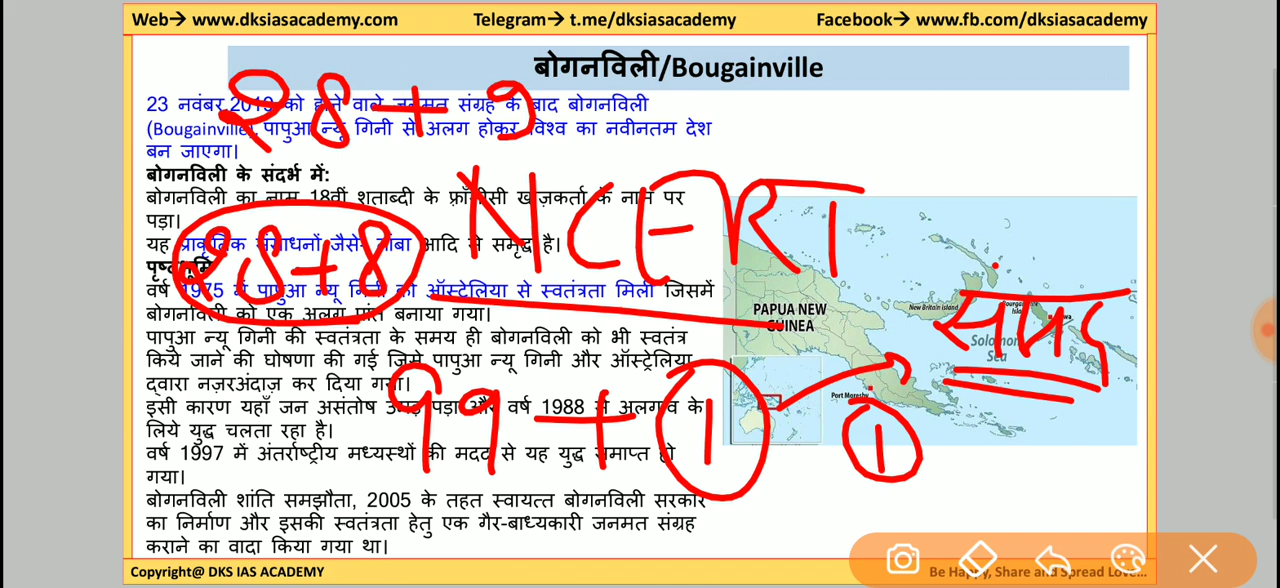 Web→ www.dksiasacademy.com Telegram→ t.me/dksiasacademy Facebook→ www.fb.com/dksiasacademy
बोगनविली/Bougainville
23 नवंबर 2019 को होने वाले जनमत संग्रह के बाद बोगनविली
(Bougainville), पापुआ न्यू गिनी से अलग होकर विश्व का नवीनतम देश
बन जाएगा।
बोगनविली के संदर्भ में:
बोगनविली का नाम 18वीं शताब्दी के फ्राँसीसी खोजकर्ता के नाम पर
पड़ा।
यह प्राकृतिक संसाधनों जैसे- तांबा आदि से समृद्ध है।
पृष्ठभूमि
वर्ष 1975 में पापुआ न्यू गिनी को ऑस्ट्रेलिया से स्वतंत्रता मिली जिसमें
बोगनविली को एक अलग प्रांत बनाया गया।
पापुआ न्यू गिनी की स्वतंत्रता के समय ही बोगनविली को भी स्वतंत्र
किये जाने की घोषणा की गई जिसे पापुआ न्यू गिनी और ऑस्ट्रेलिया
द्वारा नज़रअंदाज़ कर दिया गया।
इसी कारण यहाँ जन असंतोष उमड़ पड़ा और वर्ष 1988 से अलगाव के
लिये युद्ध चलता रहा है।
वर्ष 1997 में अंतर्राष्ट्रीय मध्यस्थों की मदद से यह युद्ध समाप्त हो
गया।
बोगनविली शांति समझौता, 2005 के तहत स्वायत्त बोगनविली सरकार
का निर्माण और इसकी स्वतंत्रता हेतु एक गैर-बाध्यकारी जनमत संग्रह
कराने का वादा किया गया था।
PAPUA NEW
GUINEA
New Britain island
Solomon
Sea
Port Moresby
28+9
NCERT
28+8
99+1
1
Copyright@ DKS IAS ACADEMY Be Happy, Share and Spread Love...